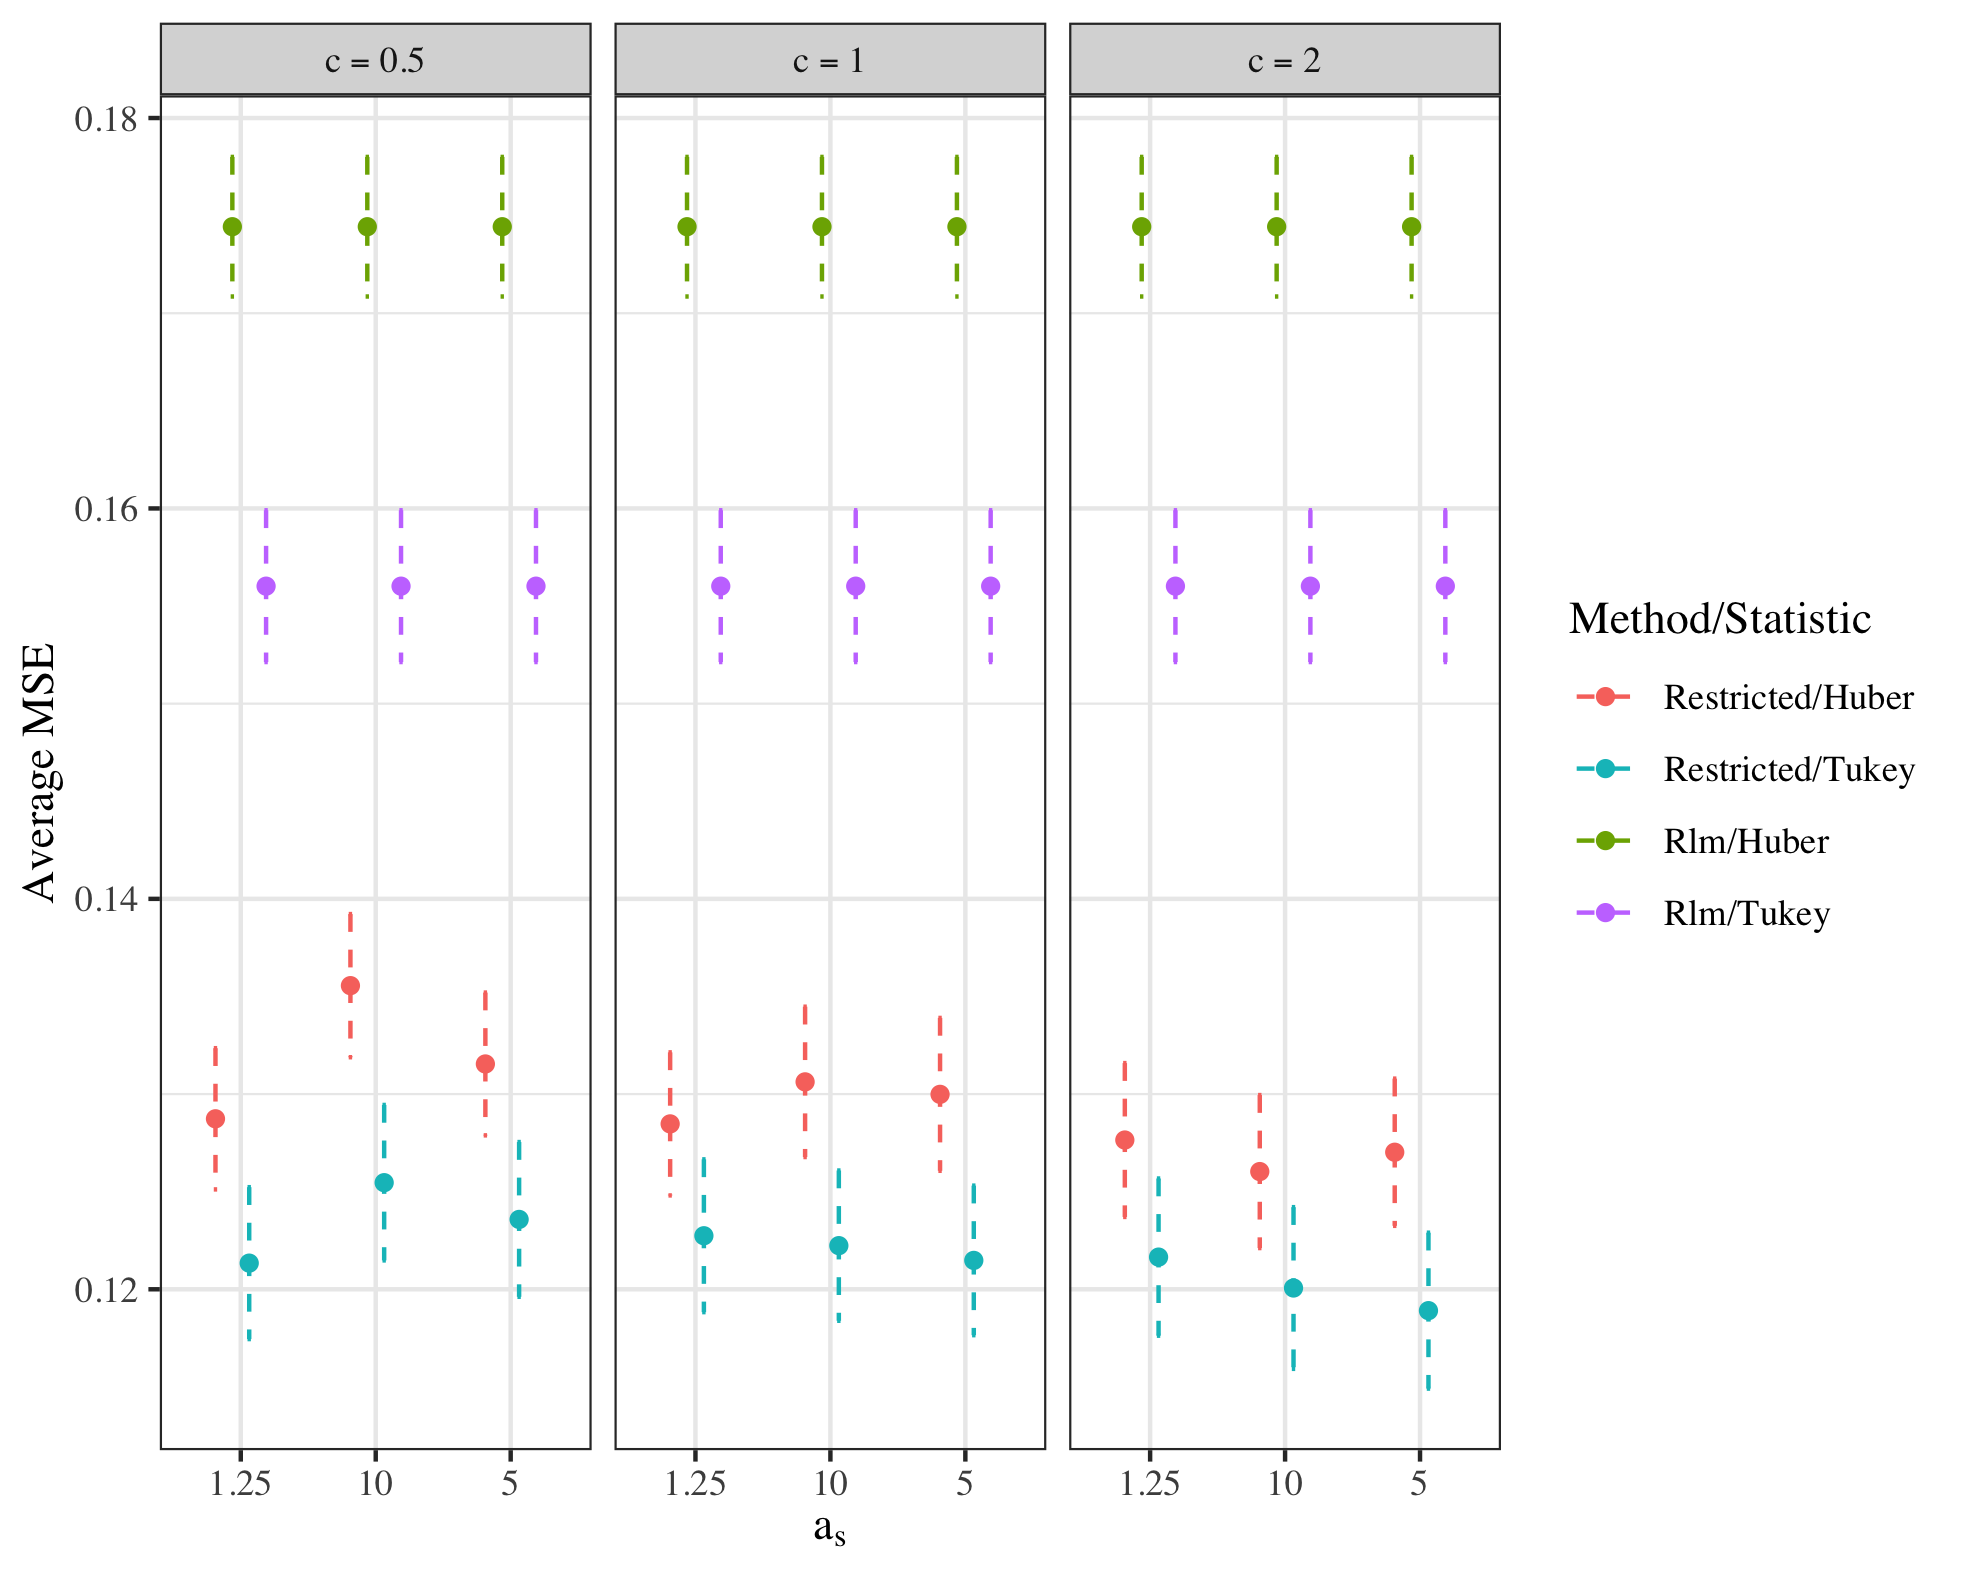 c = 0.5
c = 1
c = 2
0.18
0.16
0.14
0.12
Average MSE
1.25 10 5
1.25 10 5
1.25 10 5
aₛ
Method/Statistic
Restricted/Huber
Restricted/Tukey
Rlm/Huber
Rlm/Tukey